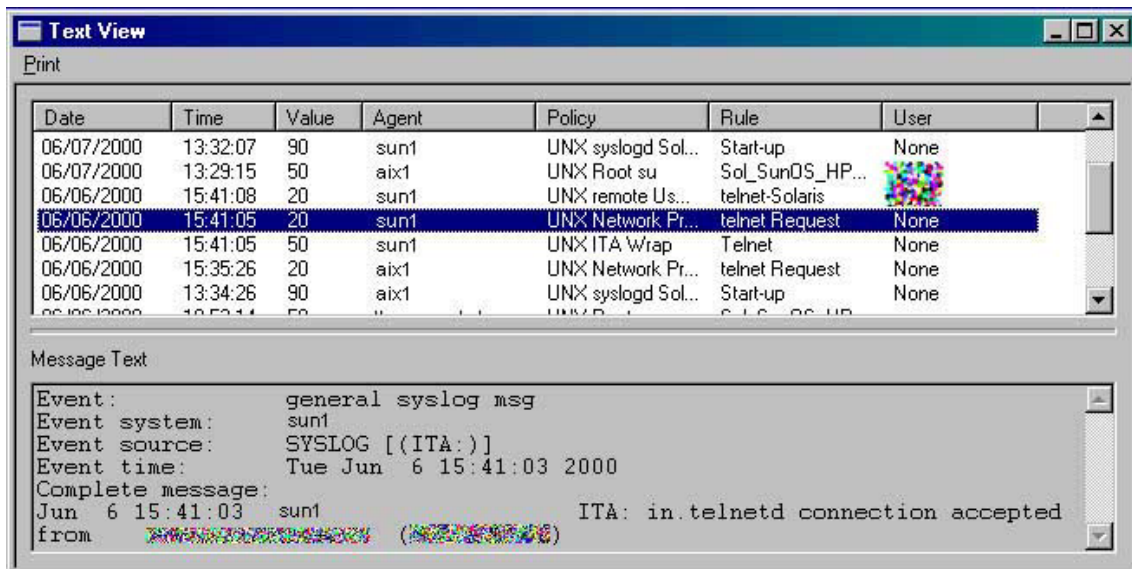 Text View
Print
Date Time Value Agent Policy Rule User
06/07/2000 13:32:07 90 sun1 UNX syslogd Sol... Start-up None
06/07/2000 13:29:15 50 aix1 UNX Root su Sol_SunOS_HP...
06/06/2000 15:41:08 20 sun1 UNX remote Us... telnet-Solaris
06/06/2000 15:41:05 20 sun1 UNX Network Pr... telnet Request None
06/06/2000 15:41:05 50 sun1 UNX ITA Wrap Telnet None
06/06/2000 15:35:26 20 aix1 UNX Network Pr... telnet Request None
06/06/2000 13:34:26 90 aix1 UNX syslogd Sol... Start-up None
Message Text
Event: general syslog msg
Event system: sun1
Event source: SYSLOG [(ITA:)]
Event time: Tue Jun 6 15:41:03 2000
Complete message:
Jun 6 15:41:03 sun1 ITA: in.telnetd connection accepted
from ( )